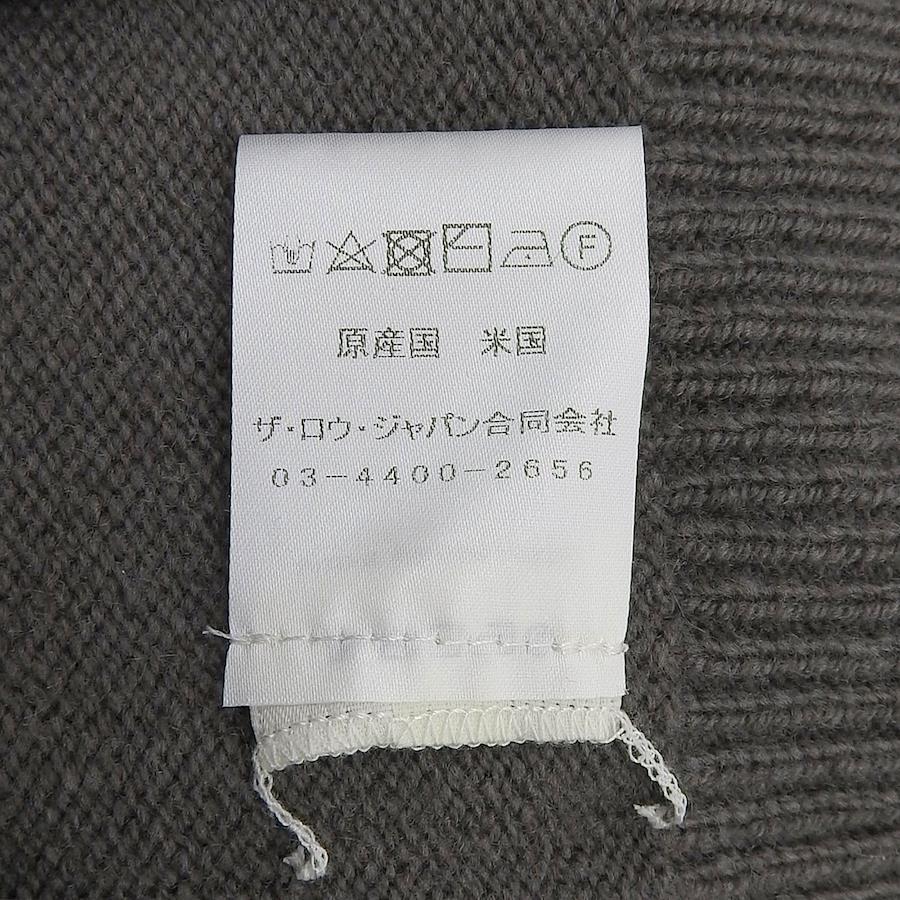 F
原産国　米国
ザ・ロウ・ジャパン合同会社
03-4400-2656